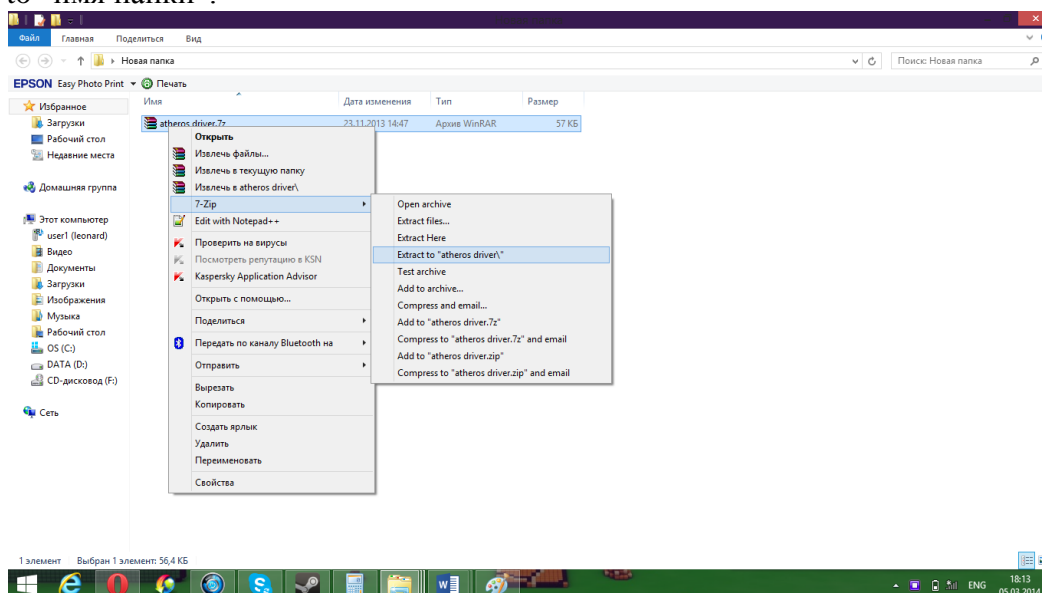 to "имя папки".
Файл Главная Поделиться Вид
Новая папка Поиск: Новая папка
EPSON Easy Photo Print Печать
Имя Дата изменения Тип Размер
Избранное
Загрузки
Рабочий стол
Недавние места
Домашняя группа
Этот компьютер
user1 (leonard)
Видео
Документы
Загрузки
Изображения
Музыка
Рабочий стол
OS (C:)
DATA (D:)
CD-дисковод (F:)
Сеть
atheros driver.7z 23.11.2013 14:47 Архив WinRAR 57 КБ
Открыть
Извлечь файлы...
Извлечь в текущую папку
Извлечь в atheros driver\
7-Zip
Edit with Notepad++
Проверить на вирусы
Посмотреть репутацию в KSN
Kaspersky Application Advisor
Открыть с помощью...
Поделиться
Передать по каналу Bluetooth на
Отправить
Вырезать
Копировать
Создать ярлык
Удалить
Переименовать
Свойства
Open archive
Extract files...
Extract Here
Extract to "atheros driver\"
Test archive
Add to archive...
Compress and email...
Add to "atheros driver.7z"
Compress to "atheros driver.7z" and email
Add to "atheros driver.zip"
Compress to "atheros driver.zip" and email
1 элемент Выбран 1 элемент: 56,4 КБ
ENG 18:13
05.03.2014